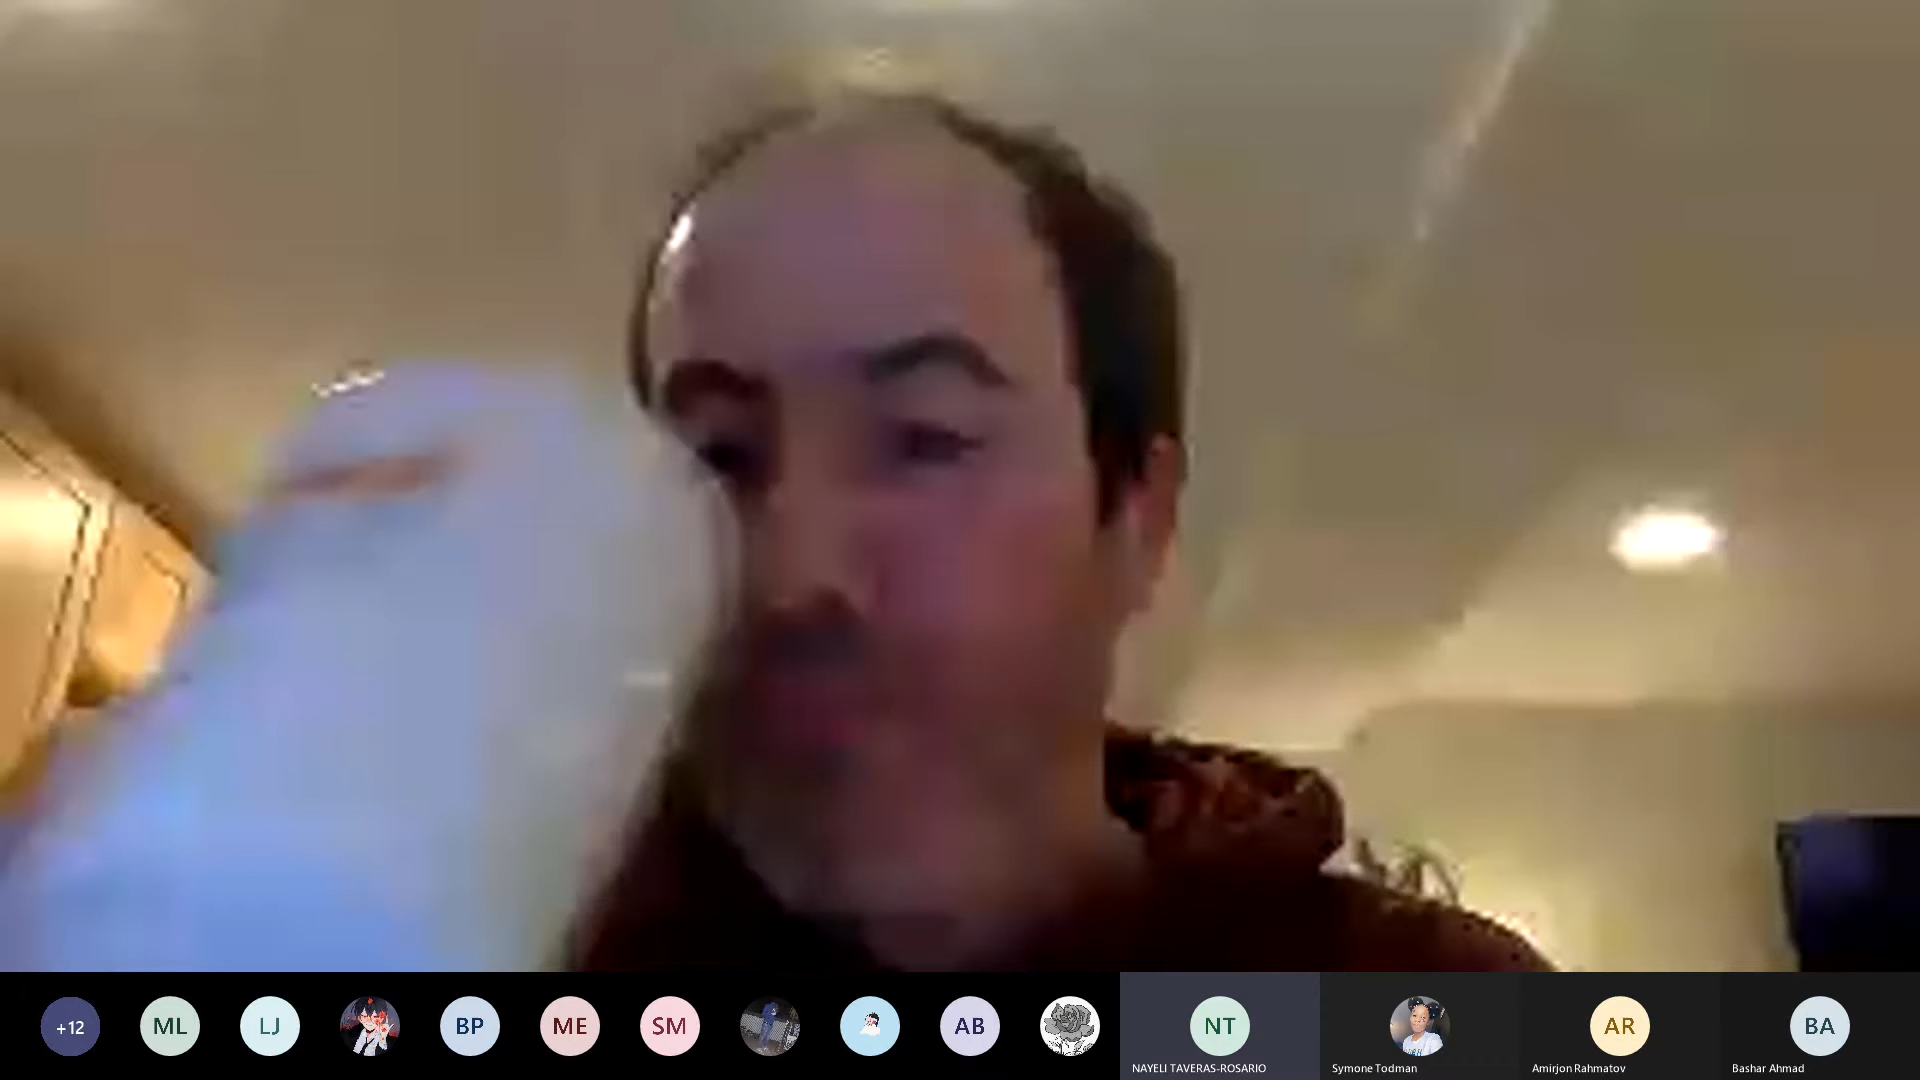 +12
ML
LJ
BP
ME
SM
AB
NT
AR
BA
NAYELI TAVERAS-ROSARIO
Symone Todman
Amirjon Rahmatov
Bashar Ahmad